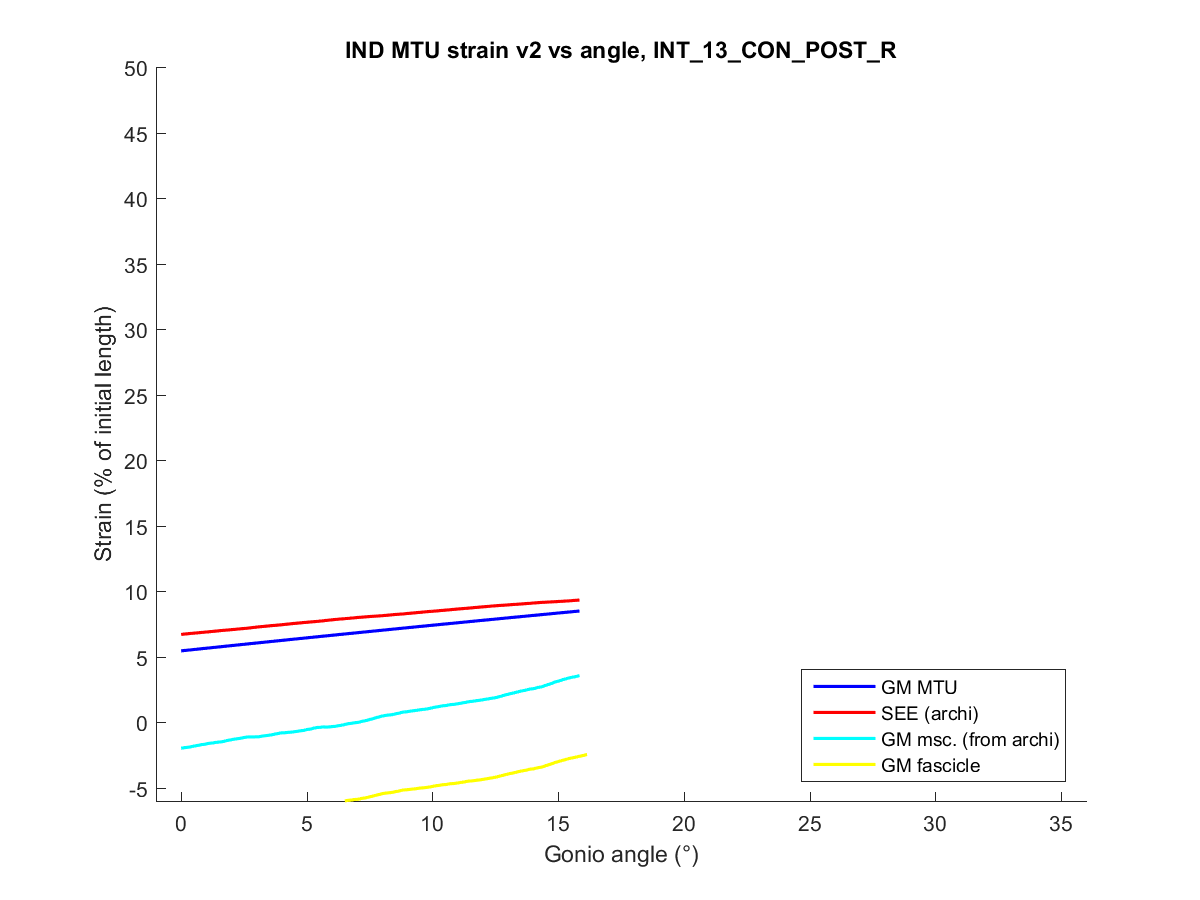 IND MTU strain v2 vs angle, INT_13_CON_POST_R
50
45
40
35
30
25
20
15
10
5
0
-5
Strain (% of initial length)
0 5 10 15 20 25 30 35
Gonio angle (°)
GM MTU
SEE (archi)
GM msc. (from archi)
GM fascicle